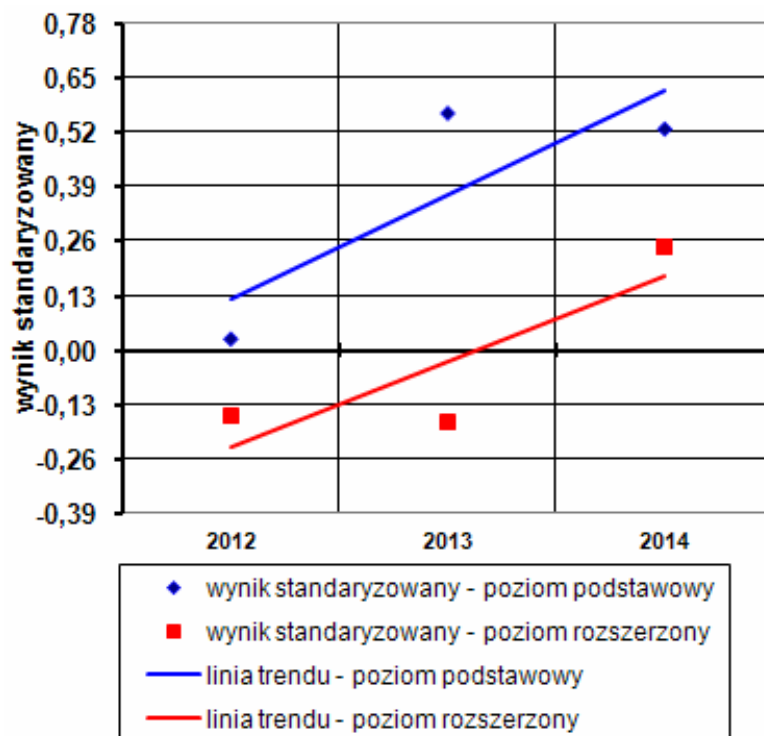 wynik standaryzowany
0,78
0,65
0,52
0,39
0,26
0,13
0,00
-0,13
-0,26
-0,39
2012 2013 2014
wynik standaryzowany - poziom podstawowy
wynik standaryzowany - poziom rozszerzony
linia trendu - poziom podstawowy
linia trendu - poziom rozszerzony